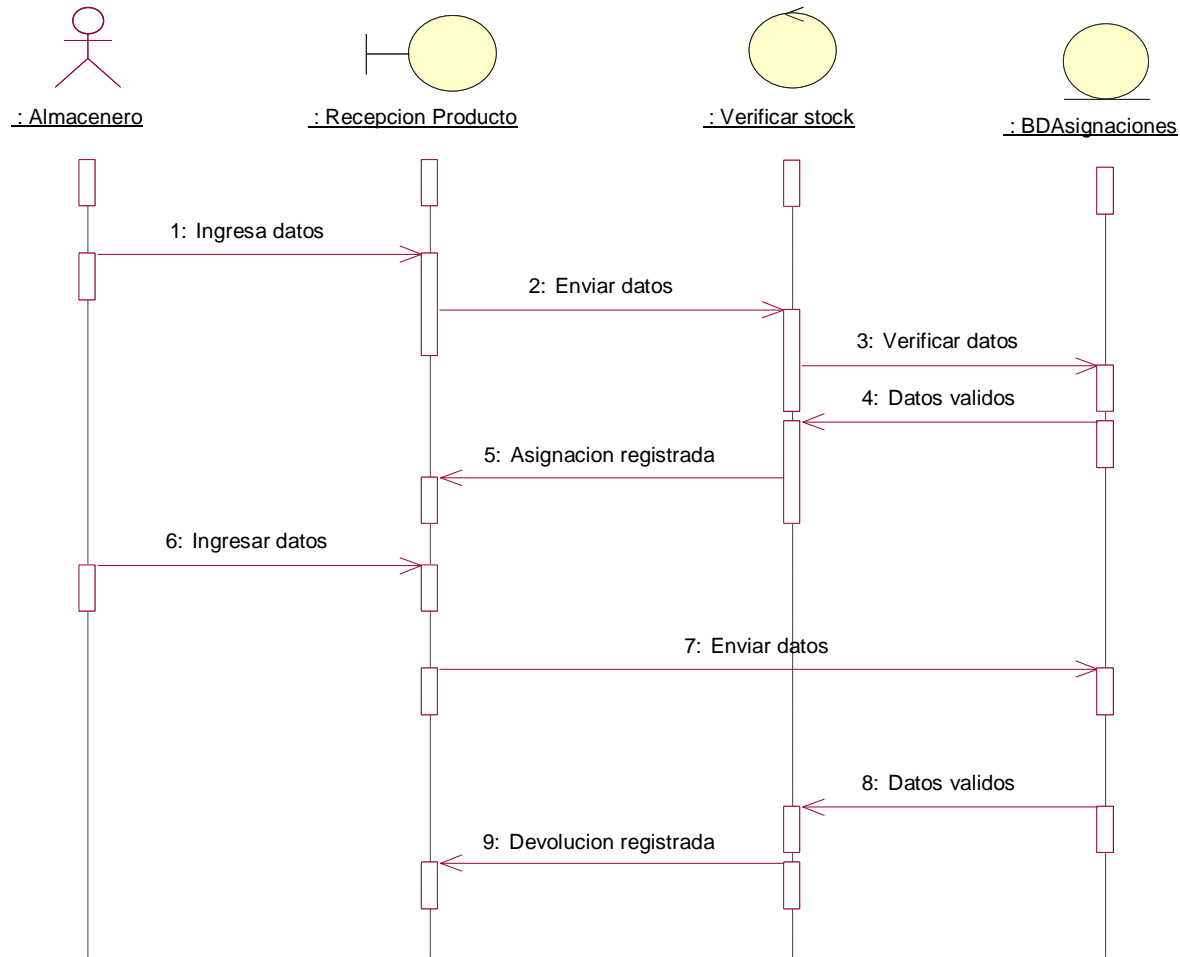 : Almacenero
: Recepcion Producto
: Verificar stock
: BDAsignaciones
1: Ingresa datos
2: Enviar datos
3: Verificar datos
4: Datos validos
5: Asignacion registrada
6: Ingresar datos
7: Enviar datos
8: Datos validos
9: Devolucion registrada